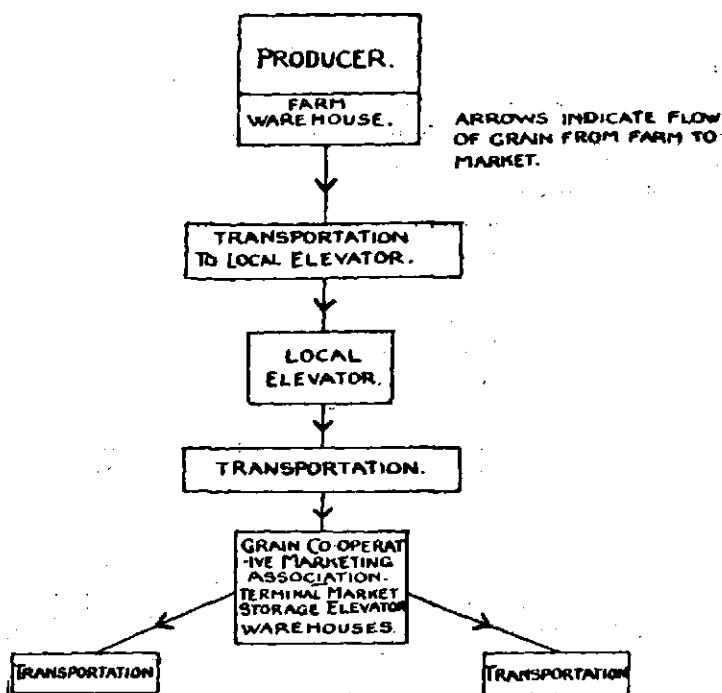 PRODUCER.
FARM
WAREHOUSE.
ARROWS INDICATE FLOW
OF GRAIN FROM FARM TO
MARKET.
TRANSPORTATION
TO LOCAL ELEVATOR.
LOCAL
ELEVATOR.
TRANSPORTATION.
GRAIN CO-OPERAT
-IVE MARKETING
ASSOCIATION.
TERMINAL MARKET
STORAGE ELEVATOR
WAREHOUSES.
TRANSPORTATION
TRANSPORTATION